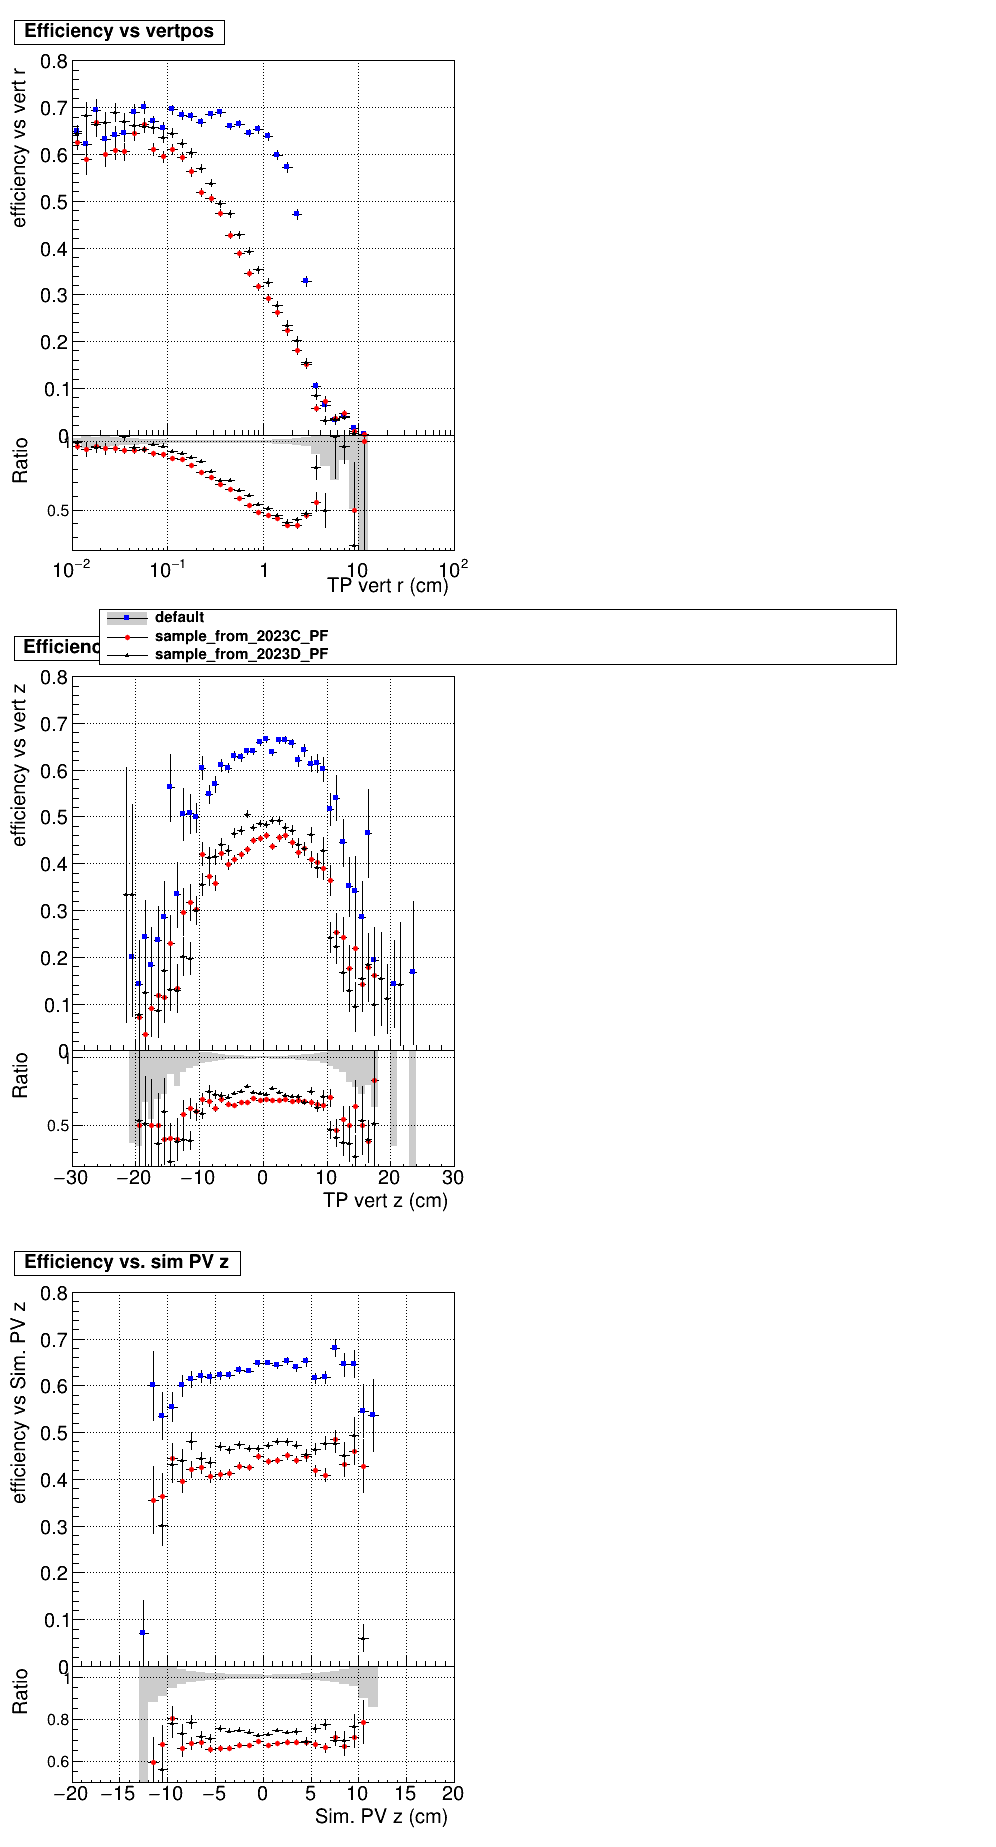 Efficiency vs vertpos
efficiency vs vert r
0.8
0.7
0.6
0.5
0.4
0.3
0.2
0.1
0
Ratio
1
0.5
10−2
10−1
1
10
102
TP vert r (cm)
default
sample_from_2023C_PF
sample_from_2023D_PF
Efficienc
efficiency vs vert z
0.8
0.7
0.6
0.5
0.4
0.3
0.2
0.1
0
Ratio
1
0.5
−30 −20 −10 0 10 20 30
TP vert z (cm)
Efficiency vs. sim PV z
efficiency vs Sim. PV z
0.8
0.7
0.6
0.5
0.4
0.3
0.2
0.1
0
Ratio
1
0.8
0.6
−20 −15 −10 −5 0 5 10 15 20
Sim. PV z (cm)